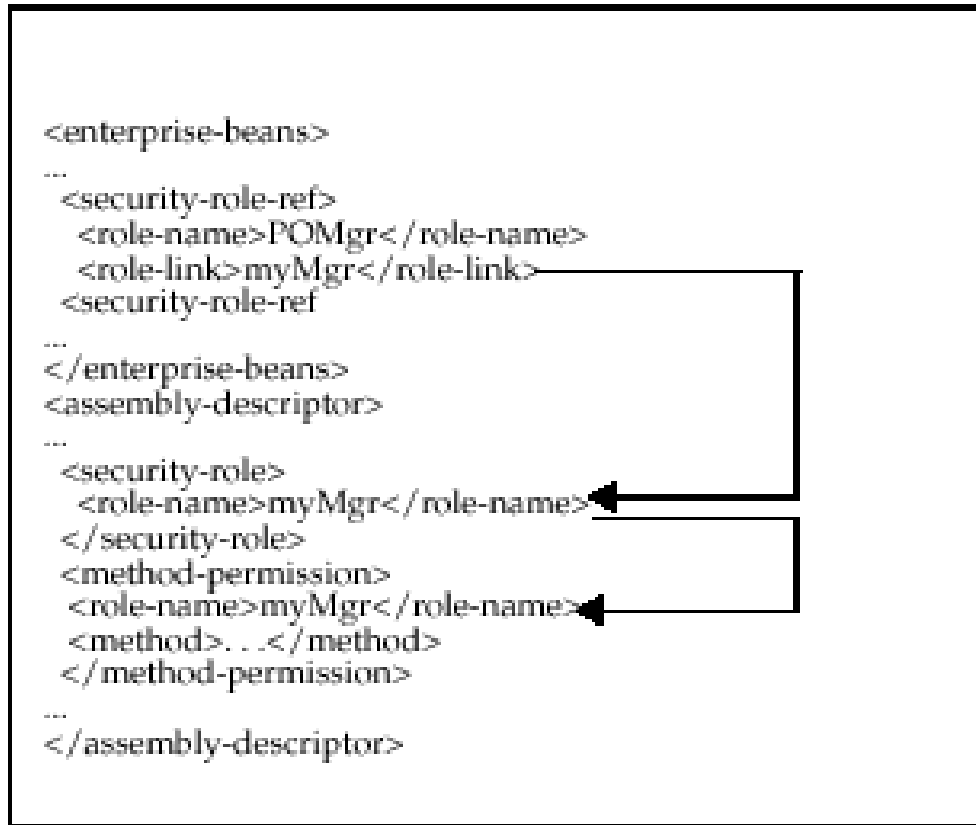 <enterprise-beans>
...
<security-role-ref>
<role-name>POMgr</role-name>
<role-link>myMgr</role-link>
<security-role-ref
...
</enterprise-beans>
<assembly-descriptor>
...
<security-role>
<role-name>myMgr</role-name>
</security-role>
<method-permission>
<role-name>myMgr</role-name>
<method>. . .</method>
</method-permission>
...
</assembly-descriptor>